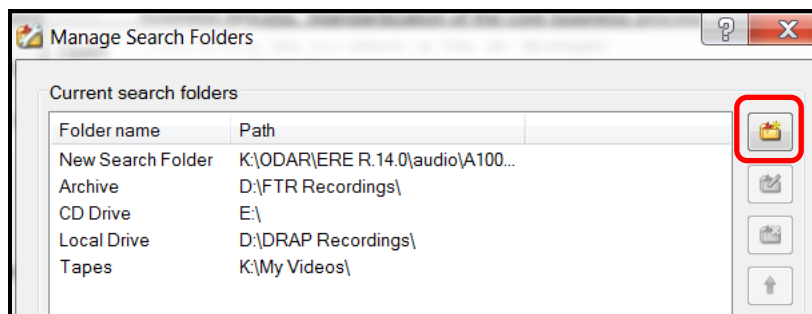 Manage Search Folders
Current search folders
Folder name Path
New Search Folder K:\ODAR\ERE R.14.0\audio\A100...
Archive D:\FTR Recordings\
CD Drive E:\
Local Drive D:\DRAP Recordings\
Tapes K:\My Videos\